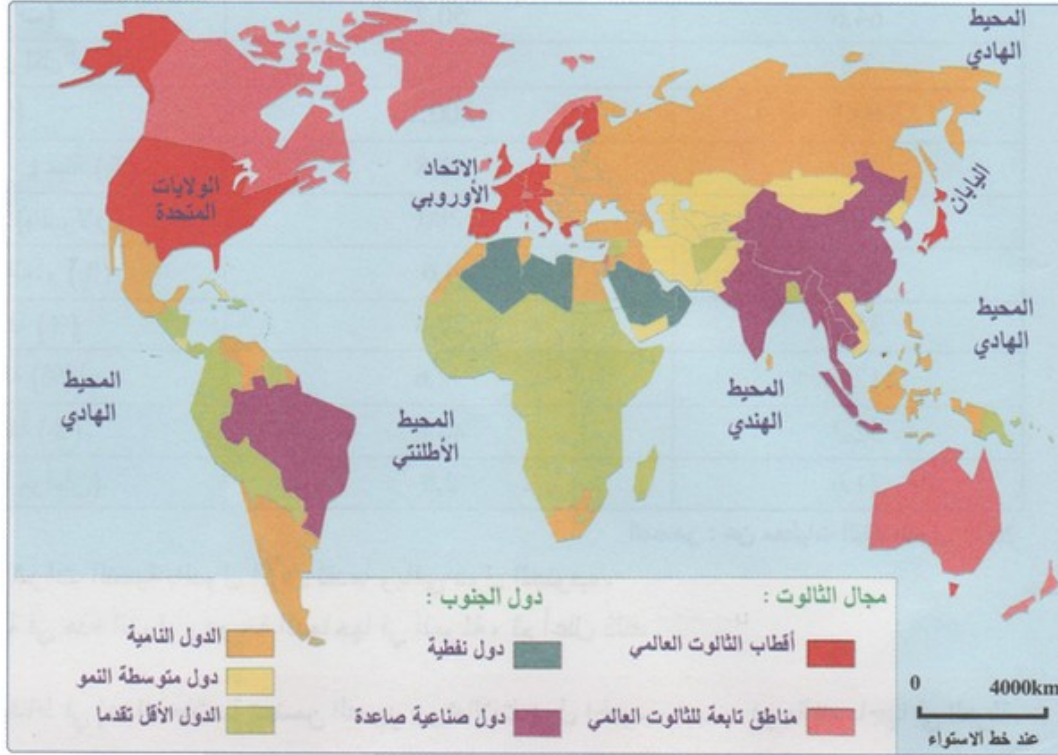 المحيط
الهادي
الاتحاد
الأوروبي
الولايات
المتحدة
اليابان
المحيط
الهادي
المحيط
الهندي
المحيط
الأطلنتي
المحيط
الهادي
مجال الثالوث :
أقطاب الثالوث العالمي
مناطق تابعة للثالوث العالمي
دول الجنوب :
دول نفطية
دول صناعية صاعدة
الدول النامية
دول متوسطة النمو
الدول الأقل تقدما
0 4000km
عند خط الاستواء